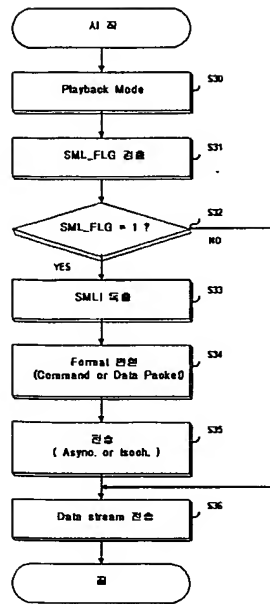 시 작
Playback Mode
S30
SML_FLG 검출
S31
SML_FLG = 1 ?
S32
NO
YES
SMLI 독출
S33
Format 변환
(Command or Data Packet)
S34
전송
( Async. or Isoch. )
S35
Data stream 전송
S36
끝